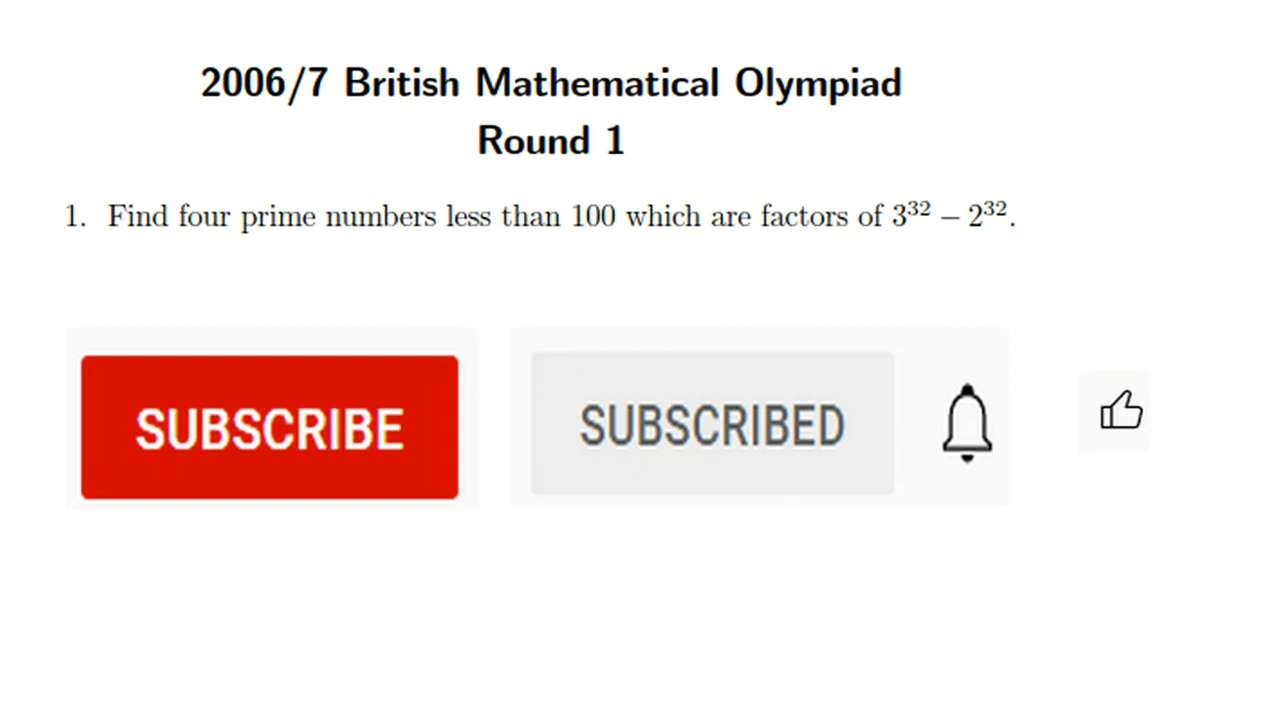 2006/7 British Mathematical Olympiad
Round 1
1. Find four prime numbers less than 100 which are factors of 3³² − 2³².
SUBSCRIBE
SUBSCRIBED